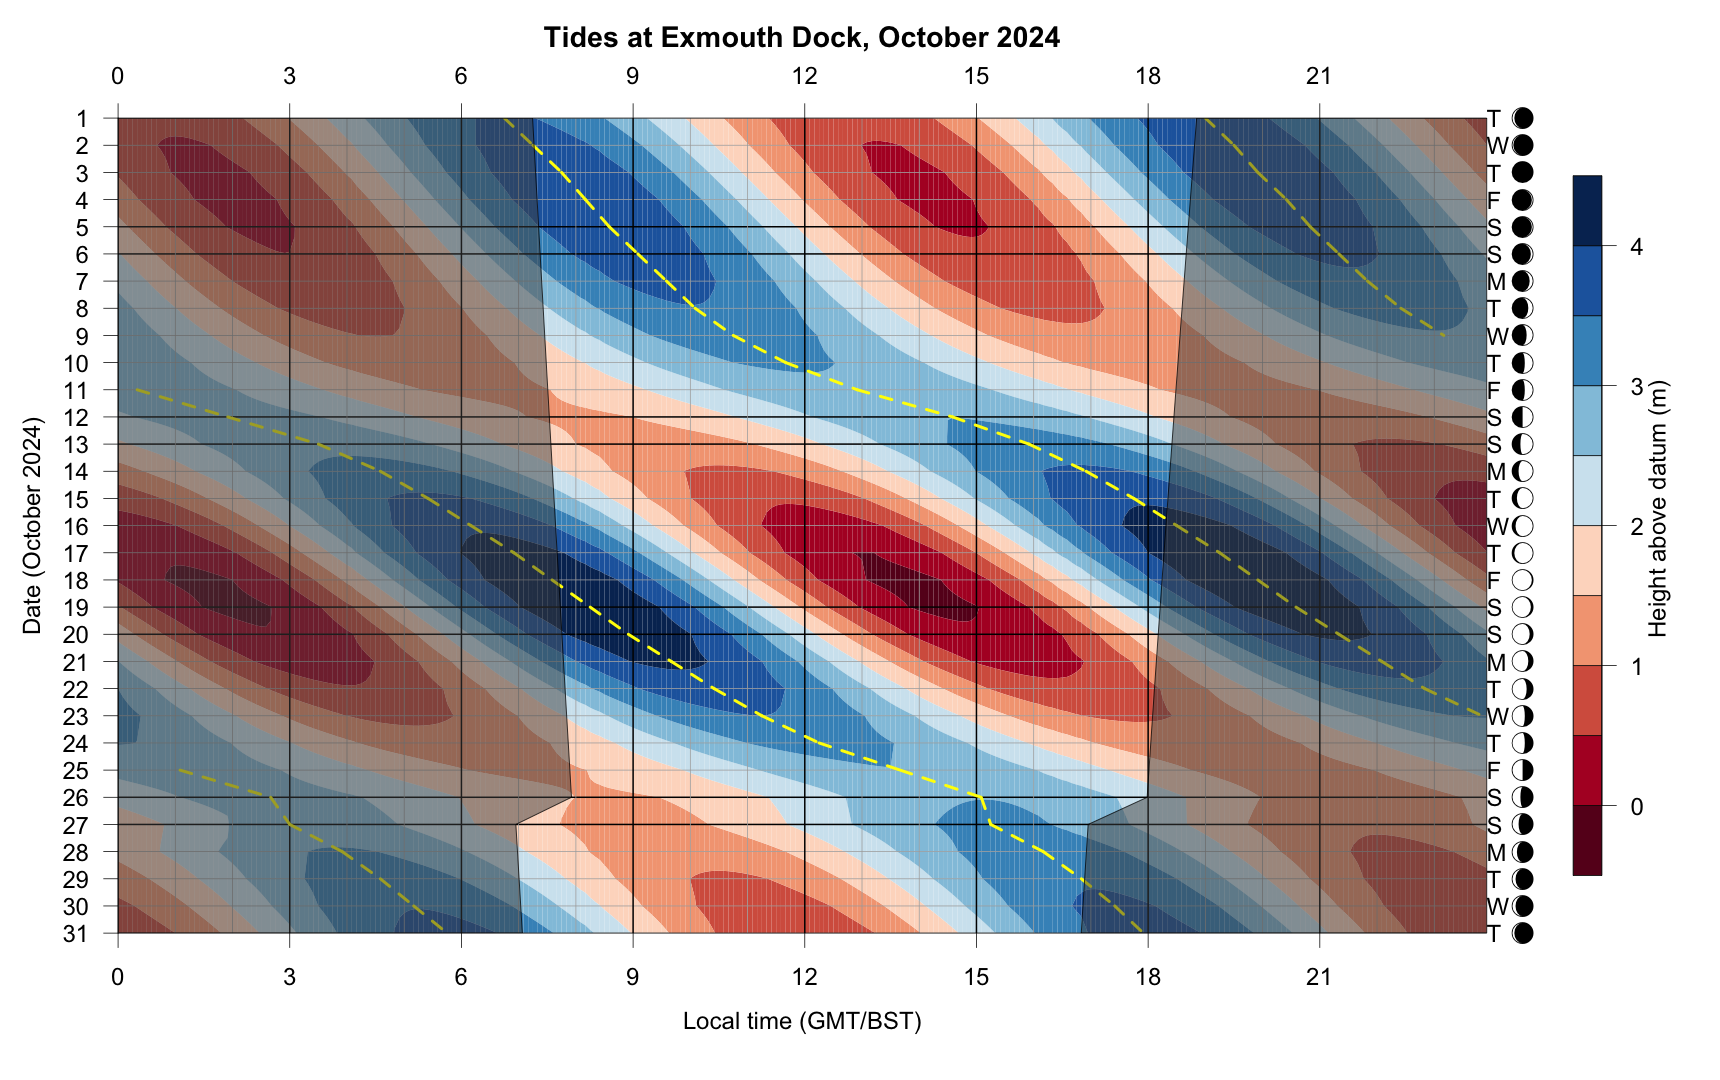 Tides at Exmouth Dock, October 2024
0 3 6 9 12 15 18 21
1 T
2 W
3 T
4 F
5 S
6 S
7 M
8 T
9 W
10 T
11 F
12 S
13 S
14 M
15 T
16 W
17 T
18 F
19 S
20 S
21 M
22 T
23 W
24 T
25 F
26 S
27 S
28 M
29 T
30 W
31 T
0 3 6 9 12 15 18 21
Local time (GMT/BST)
Date (October 2024)
4
3
2
1
0
Height above datum (m)